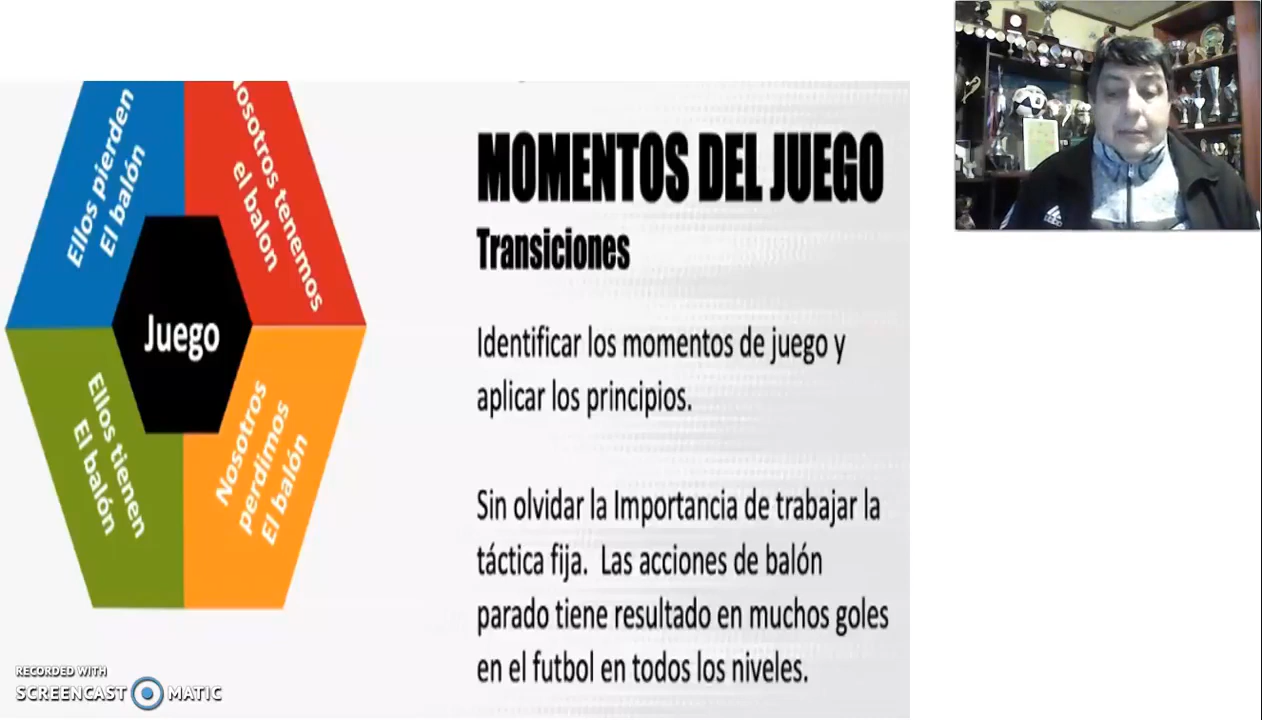 Ellos pierden
El balón
Nosotros tenemos
el balon
Juego
Ellos tienen
El balón
Nosotros
perdimos
El balón
MOMENTOS DEL JUEGO
Transiciones
Identificar los momentos de juego y
aplicar los principios.
Sin olvidar la Importancia de trabajar la
táctica fija. Las acciones de balón
parado tiene resultado en muchos goles
en el futbol en todos los niveles.
RECORDED WITH
SCREENCAST MATIC